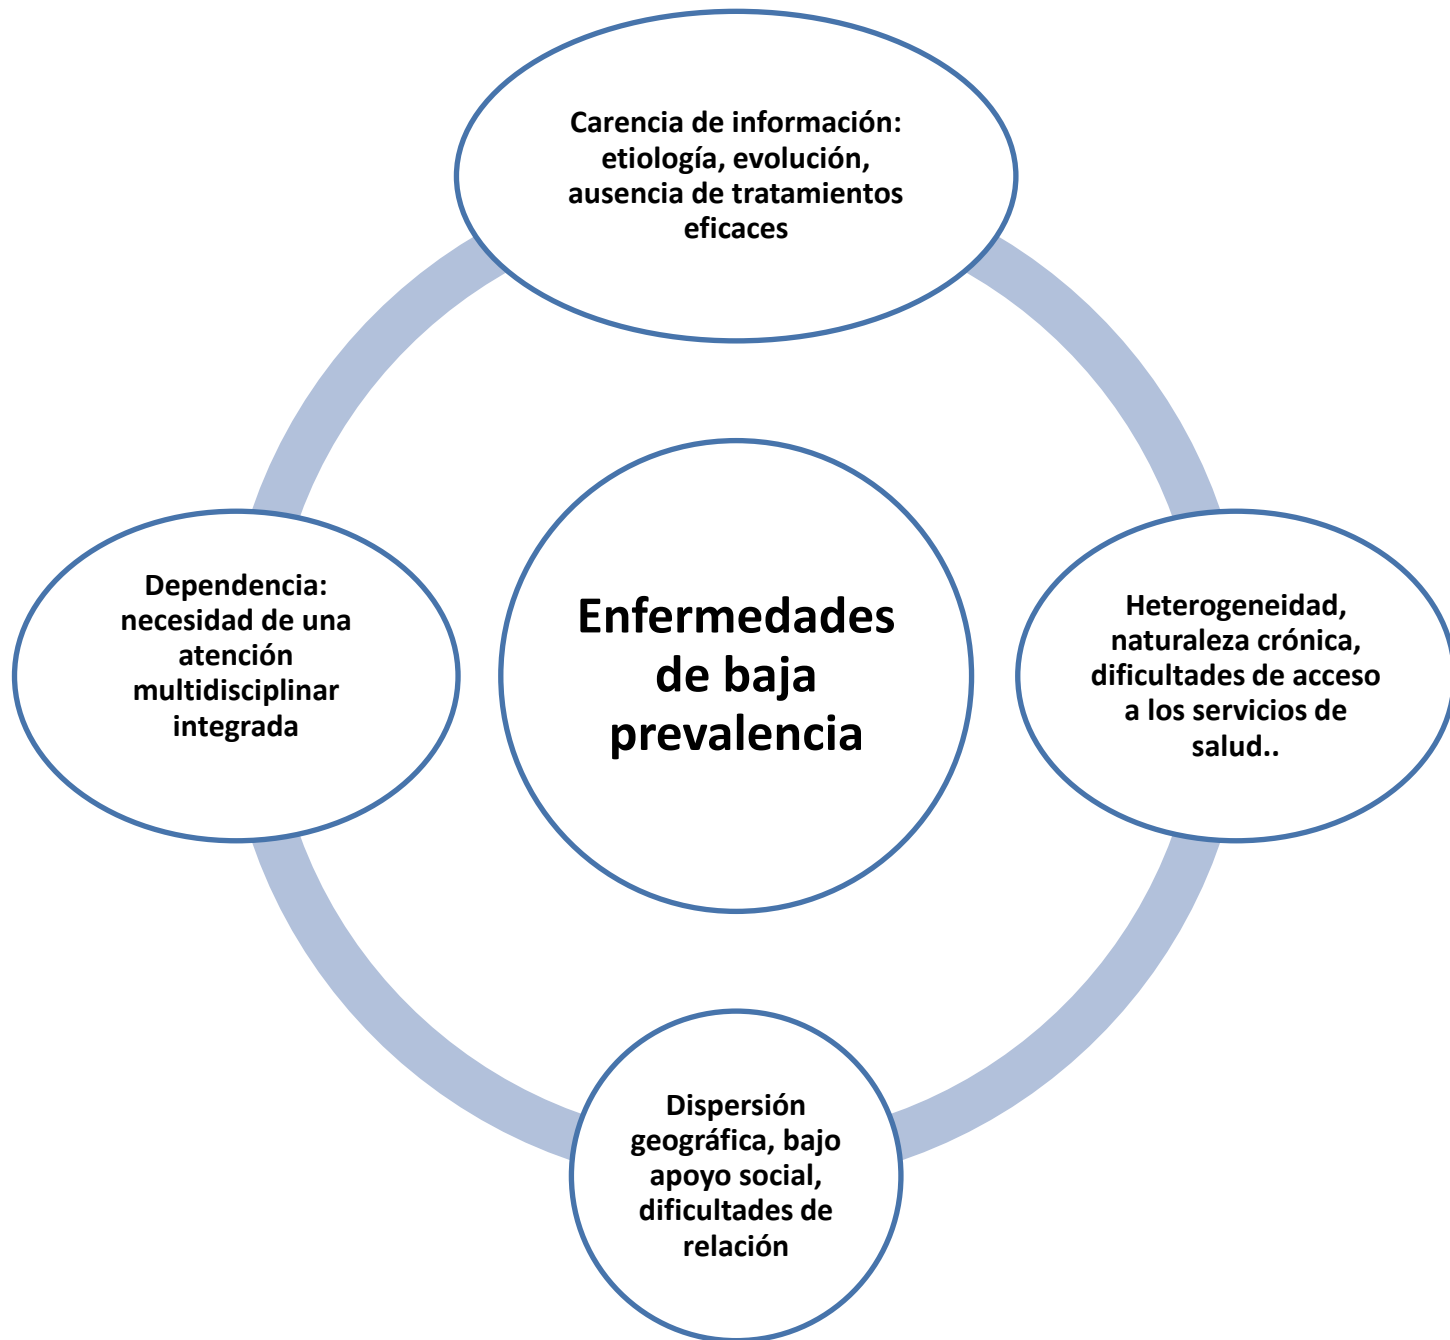 Carencia de información:
etiología, evolución,
ausencia de tratamientos
eficaces
Dependencia:
necesidad de una
atención
multidisciplinar
integrada
Enfermedades
de baja
prevalencia
Heterogeneidad,
naturaleza crónica,
dificultades de acceso
a los servicios de
salud..
Dispersión
geográfica, bajo
apoyo social,
dificultades de
relación